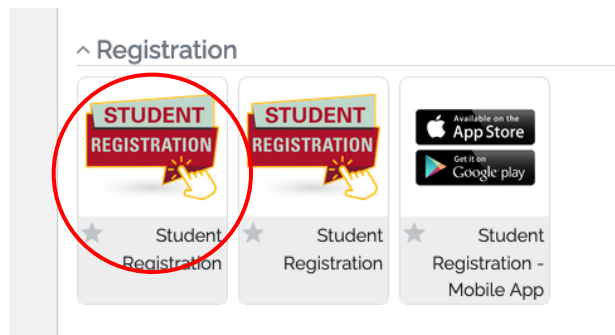 Registration
STUDENT
REGISTRATION
STUDENT
REGISTRATION
Available on the
App Store
Get it on
Google play
Student
Registration
Student
Registration
Student
Registration -
Mobile App